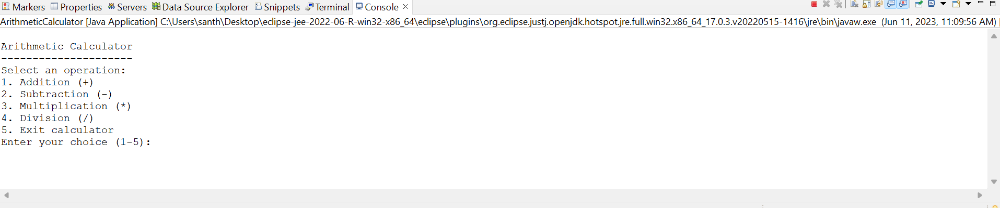 Markers Properties Servers Data Source Explorer Snippets Terminal Console
ArithmeticCalculator [Java Application] C:\Users\santh\Desktop\eclipse-jee-2022-06-R-win32-x86_64\eclipse\plugins\org.eclipse.justj.openjdk.hotspot.jre.full.win32.x86_64_17.0.3.v20220515-1416\jre\bin\javaw.exe (Jun 11, 2023, 11:09:56 AM)
Arithmetic Calculator
---------------------
Select an operation:
1. Addition (+)
2. Subtraction (-)
3. Multiplication (*)
4. Division (/)
5. Exit calculator
Enter your choice (1-5):